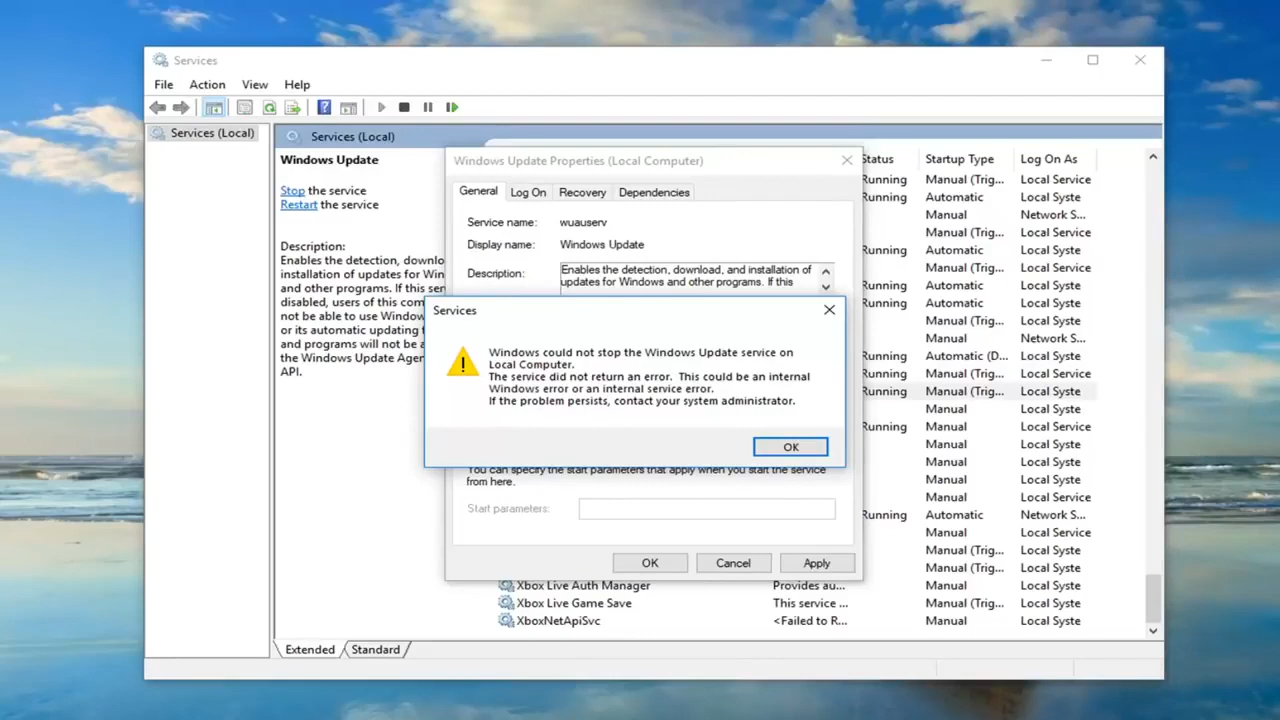 Services
File Action View Help
Services (Local)
Services (Local)
Windows Update
Stop the service
Restart the service
Description:
Enables the detection, downlo
installation of updates for Win
and other programs. If this ser
disabled, users of this com
not be able to use Window
or its automatic updating f
and programs will not be a
the Windows Update Agen
API.
Windows Update Properties (Local Computer)
General Log On Recovery Dependencies
Service name: wuauserv
Display name: Windows Update
Description: Enables the detection, download, and installation of
updates for Windows and other programs. If this
Services
Windows could not stop the Windows Update service on
Local Computer.
The service did not return an error. This could be an internal
Windows error or an internal service error.
If the problem persists, contact your system administrator.
OK
You can specify the start parameters that apply when you start the service
from here.
Start parameters:
OK Cancel Apply
Status Startup Type Log On As
Running Manual (Trig... Local Service
Running Automatic Local Syste
Manual Network S...
Running Manual (Trig... Local Service
Running Automatic Local Syste
Manual (Trig... Local Service
Running Automatic Local Syste
Running Automatic Local Syste
Manual (Trig... Local Syste
Manual Network S...
Running Automatic (D... Local Syste
Running Manual (Trig... Local Service
Running Manual (Trig... Local Syste
Manual Local Syste
Running Manual Local Service
Manual Local Syste
Manual Local Syste
Manual Local Syste
Manual Local Service
Running Automatic Network S...
Manual Local Service
Manual (Trig... Local Syste
Manual (Trig... Local Syste
Xbox Live Auth Manager Provides au... Manual Local Syste
Xbox Live Game Save This service ... Manual (Trig... Local Syste
XboxNetApiSvc <Failed to R... Manual Local Syste
Extended Standard